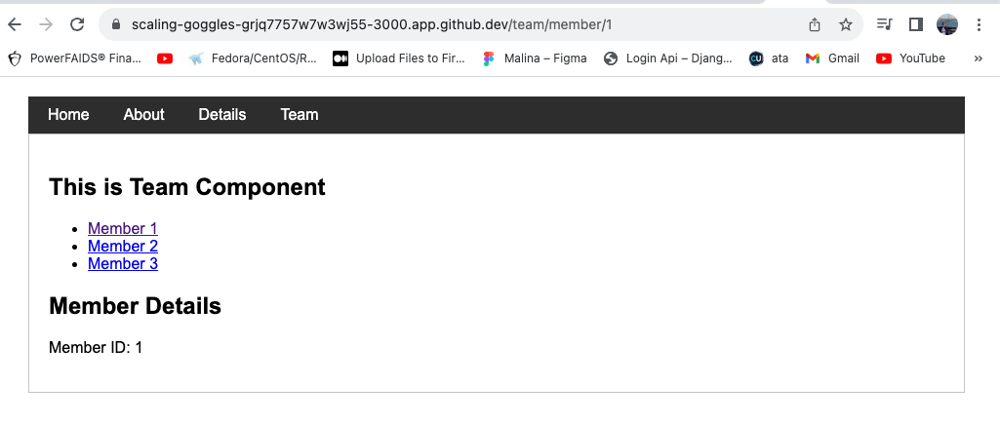 scaling-goggles-grjq7757w7w3wj55-3000.app.github.dev/team/member/1
PowerFAIDS® Fina... Fedora/CentOS/R... Upload Files to Fir... Malina – Figma Login Api – Djang... CU ata Gmail YouTube »
Home About Details Team
This is Team Component
• Member 1
• Member 2
• Member 3
Member Details
Member ID: 1